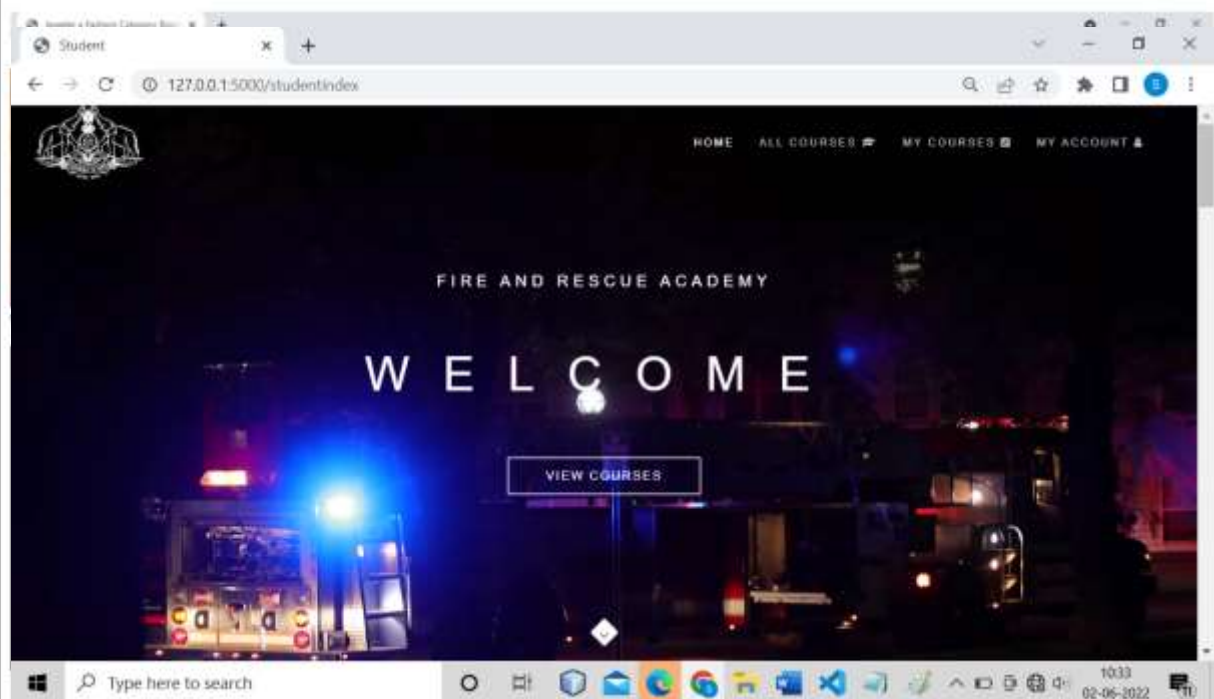 Student
127.0.0.1:5000/studentindex
HOME ALL COURSES MY COURSES MY ACCOUNT
FIRE AND RESCUE ACADEMY
WELCOME
VIEW COURSES
Type here to search
10:33
02-06-2022